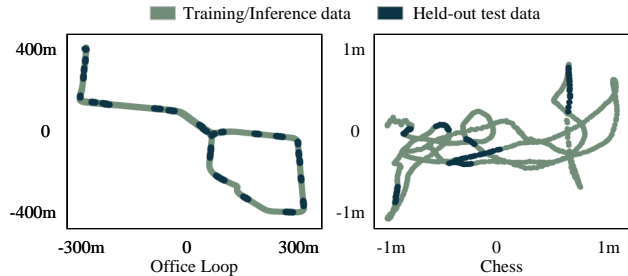 Training/Inference data Held-out test data
400m
0
-400m
-300m 0 300m
Office Loop
1m
0
-1m
-1m 0 1m
Chess